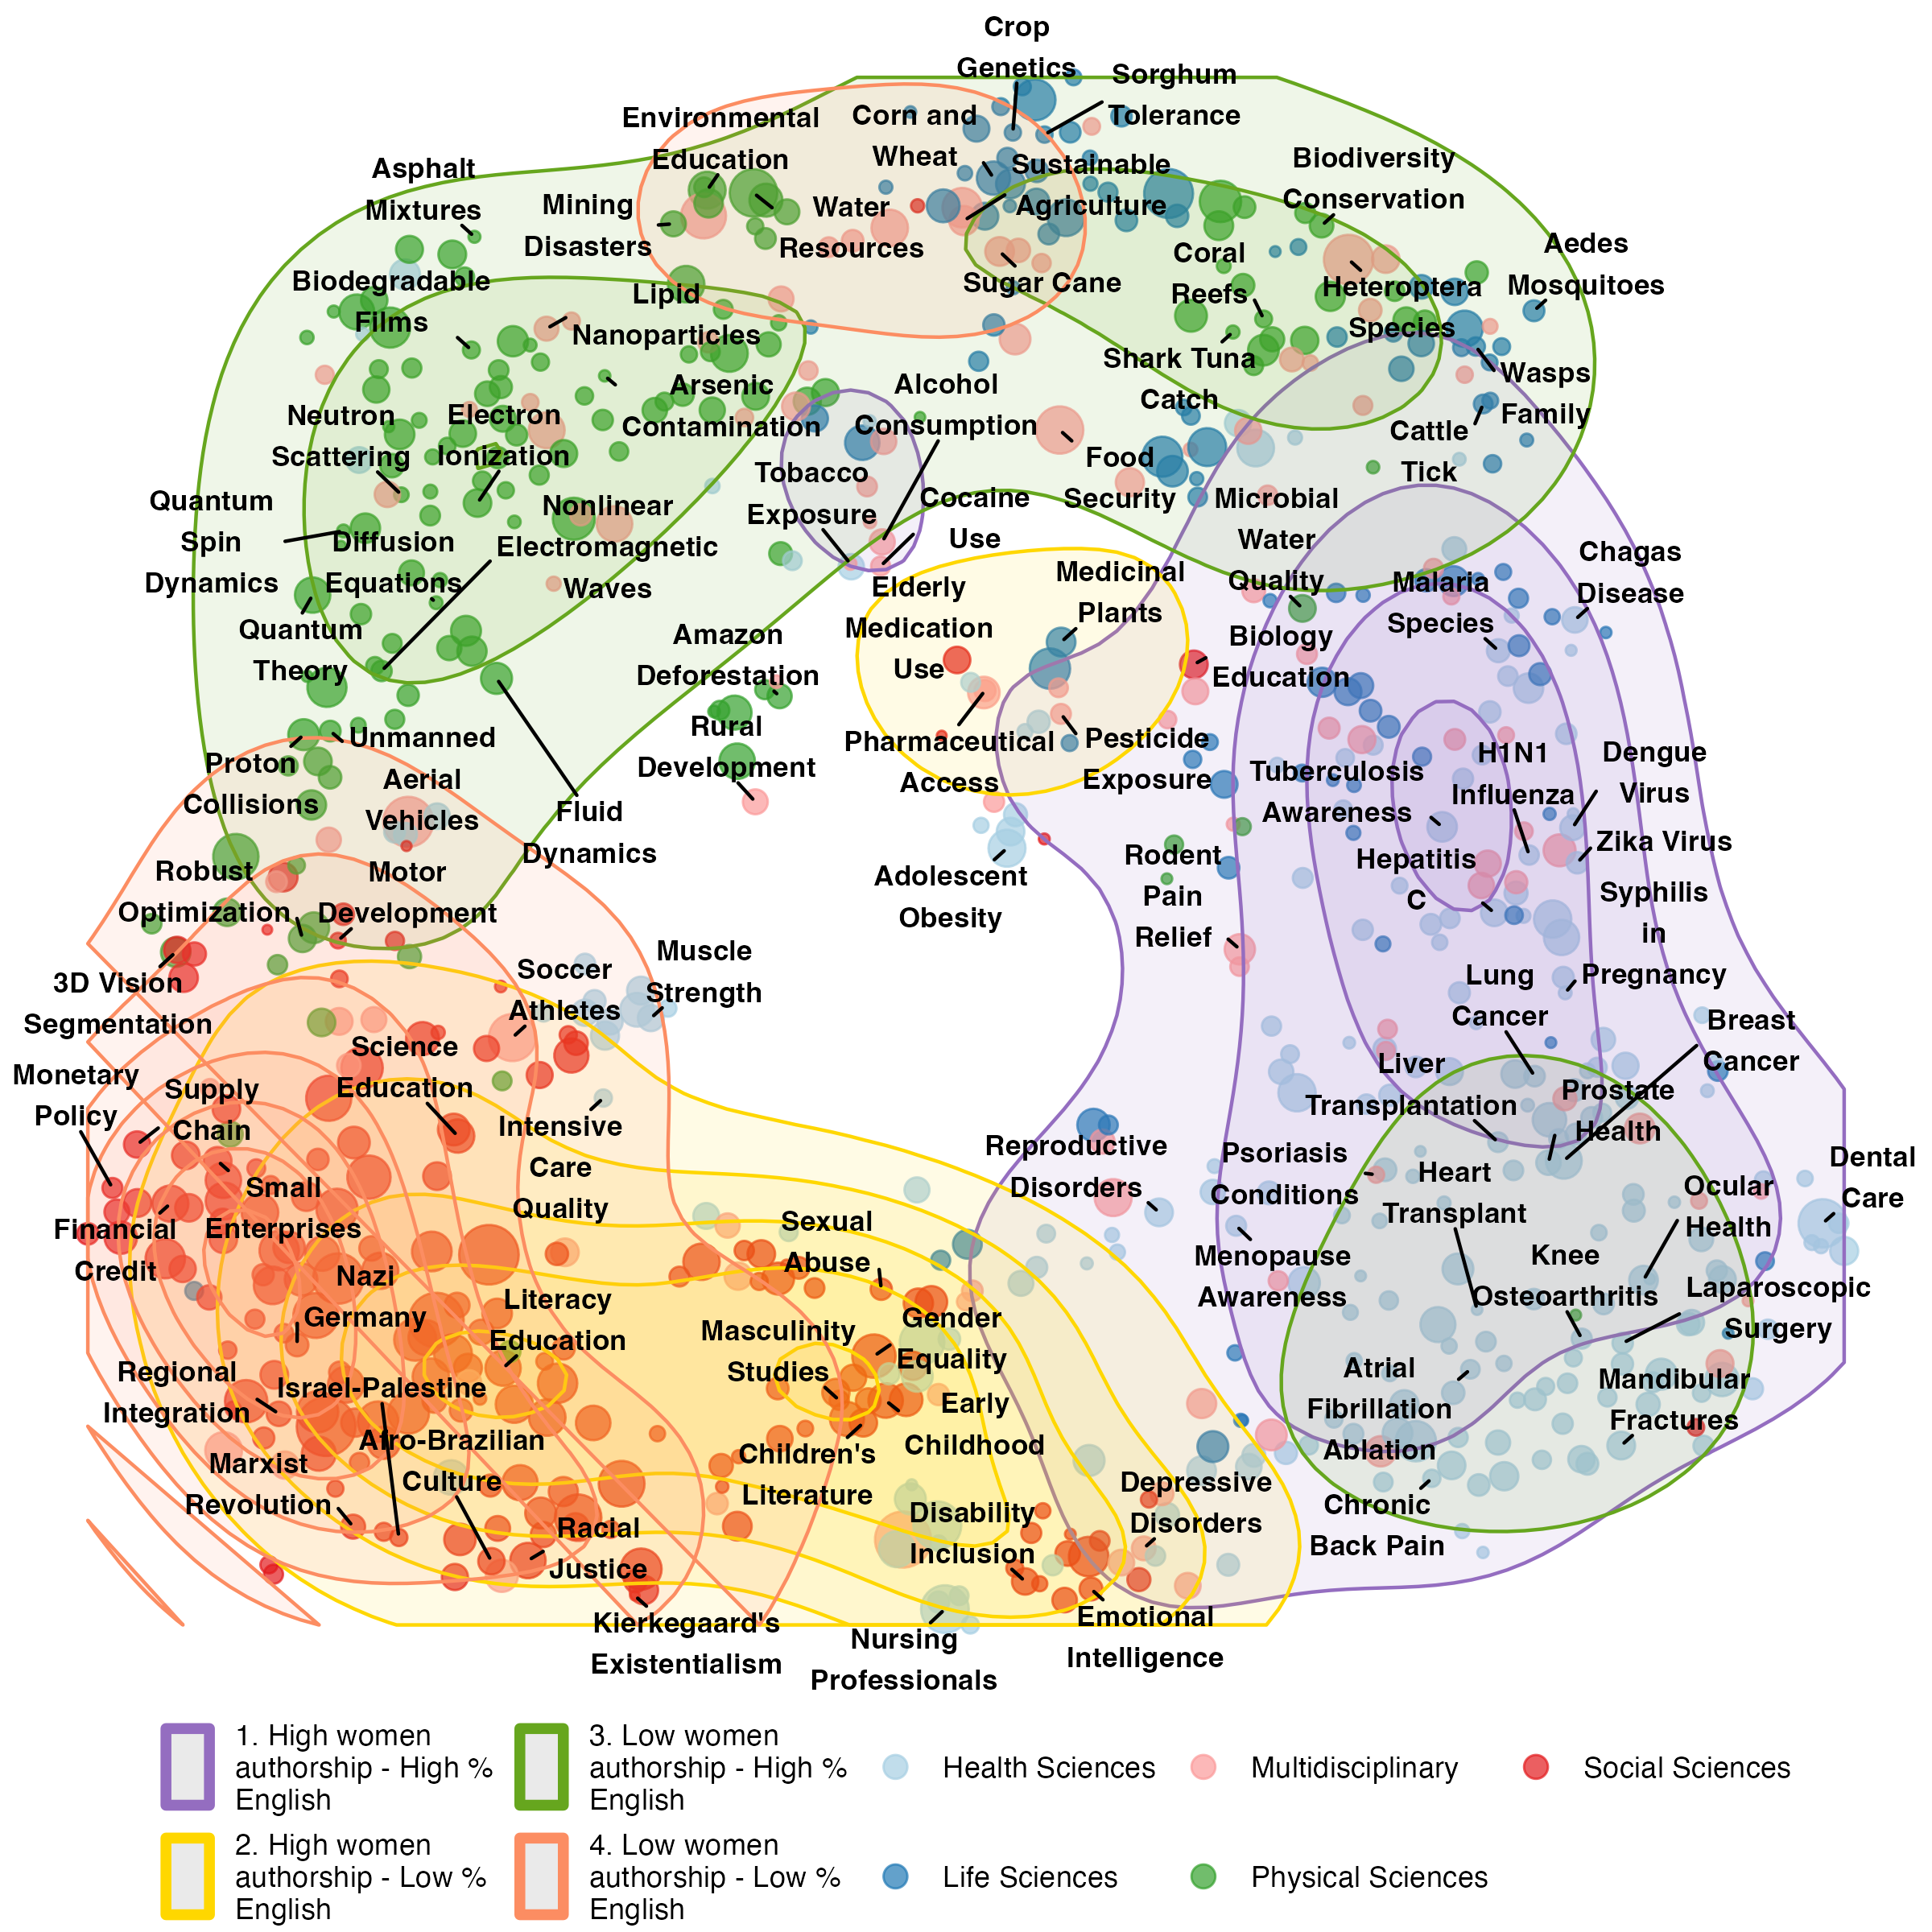 Crop
Genetics
Sorghum
Tolerance
Environmental
Education
Corn and
Wheat
Sustainable
Agriculture
Biodiversity
Conservation
Asphalt
Mixtures
Mining
Disasters
Water
Resources
Sugar Cane
Coral
Reefs
Heteroptera
Species
Aedes
Mosquitoes
Biodegradable
Films
Lipid
Nanoparticles
Shark Tuna
Catch
Wasps
Family
Arsenic
Contamination
Alcohol
Consumption
Neutron
Scattering
Electron
Ionization
Cattle
Tick
Food
Security
Tobacco
Exposure
Cocaine
Use
Microbial
Water
Quality
Quantum
Spin
Dynamics
Diffusion
Equations
Nonlinear
Electromagnetic
Waves
Chagas
Disease
Malaria
Species
Medicinal
Plants
Elderly
Medication
Use
Quantum
Theory
Amazon
Deforestation
Biology
Education
Rural
Development
Pharmaceutical
Access
Pesticide
Exposure
Unmanned
Aerial
Vehicles
Proton
Collisions
Tuberculosis
Awareness
H1N1
Influenza
Dengue
Virus
Zika Virus
Fluid
Dynamics
Hepatitis
C
Syphilis
in
Pregnancy
Robust
Optimization
Motor
Development
Adolescent
Obesity
Rodent
Pain
Relief
3D Vision
Segmentation
Soccer
Athletes
Muscle
Strength
Lung
Cancer
Breast
Cancer
Science
Education
Monetary
Policy
Supply
Chain
Liver
Transplantation
Prostate
Health
Intensive
Care
Quality
Reproductive
Disorders
Psoriasis
Conditions
Heart
Transplant
Ocular
Health
Dental
Care
Small
Enterprises
Financial
Credit
Sexual
Abuse
Menopause
Awareness
Knee
Osteoarthritis
Laparoscopic
Surgery
Nazi
Germany
Literacy
Education
Masculinity
Studies
Gender
Equality
Regional
Integration
Israel-Palestine
Early
Childhood
Atrial
Fibrillation
Ablation
Mandibular
Fractures
Afro-Brazilian
Culture
Marxist
Revolution
Children's
Literature
Depressive
Disorders
Chronic
Back Pain
Disability
Inclusion
Racial
Justice
Kierkegaard's
Existentialism
Nursing
Professionals
Emotional
Intelligence
1. High women
authorship - High %
English
3. Low women
authorship - High %
English
Health Sciences
Multidisciplinary
Social Sciences
2. High women
authorship - Low %
English
4. Low women
authorship - Low %
English
Life Sciences
Physical Sciences